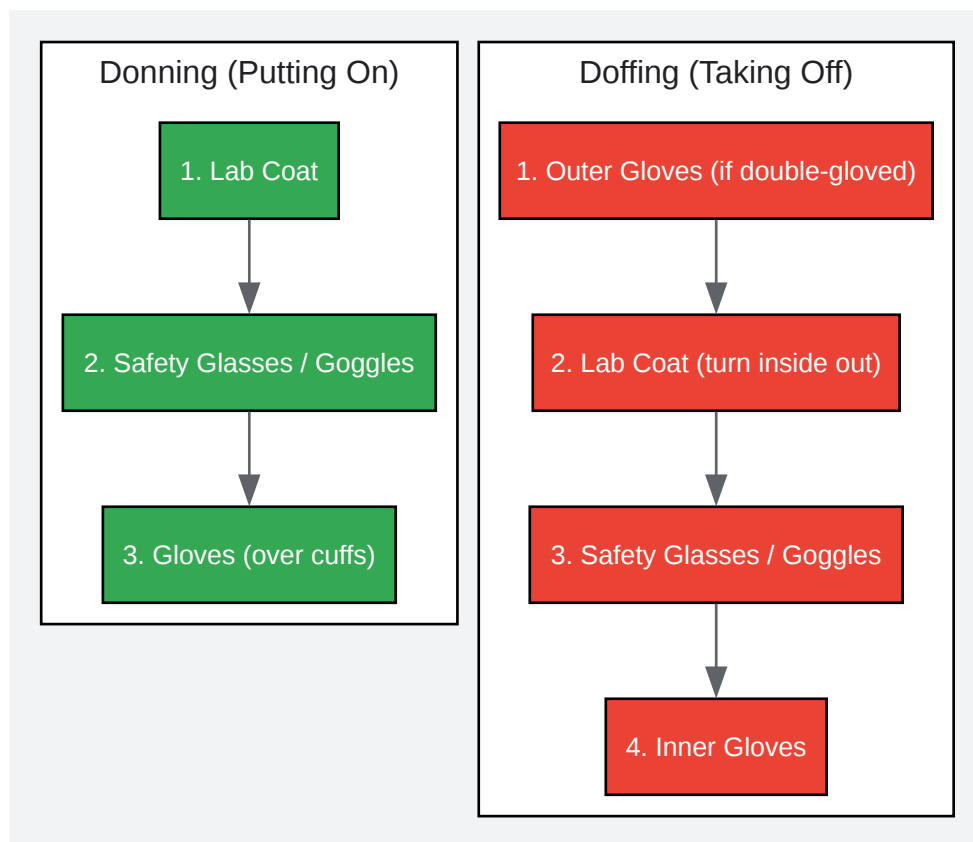 Donning (Putting On)
1. Lab Coat
2. Safety Glasses / Goggles
3. Gloves (over cuffs)
Doffing (Taking Off)
1. Outer Gloves (if double-gloved)
2. Lab Coat (turn inside out)
3. Safety Glasses / Goggles
4. Inner Gloves